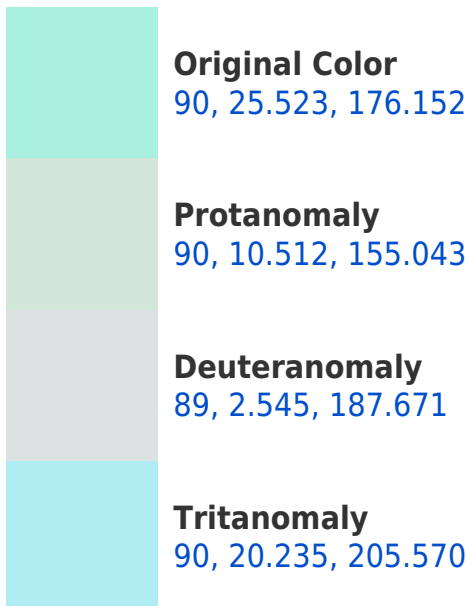 Original Color
90, 25.523, 176.152
Protanomaly
90, 10.512, 155.043
Deuteranomaly
89, 2.545, 187.671
Tritanomaly
90, 20.235, 205.570